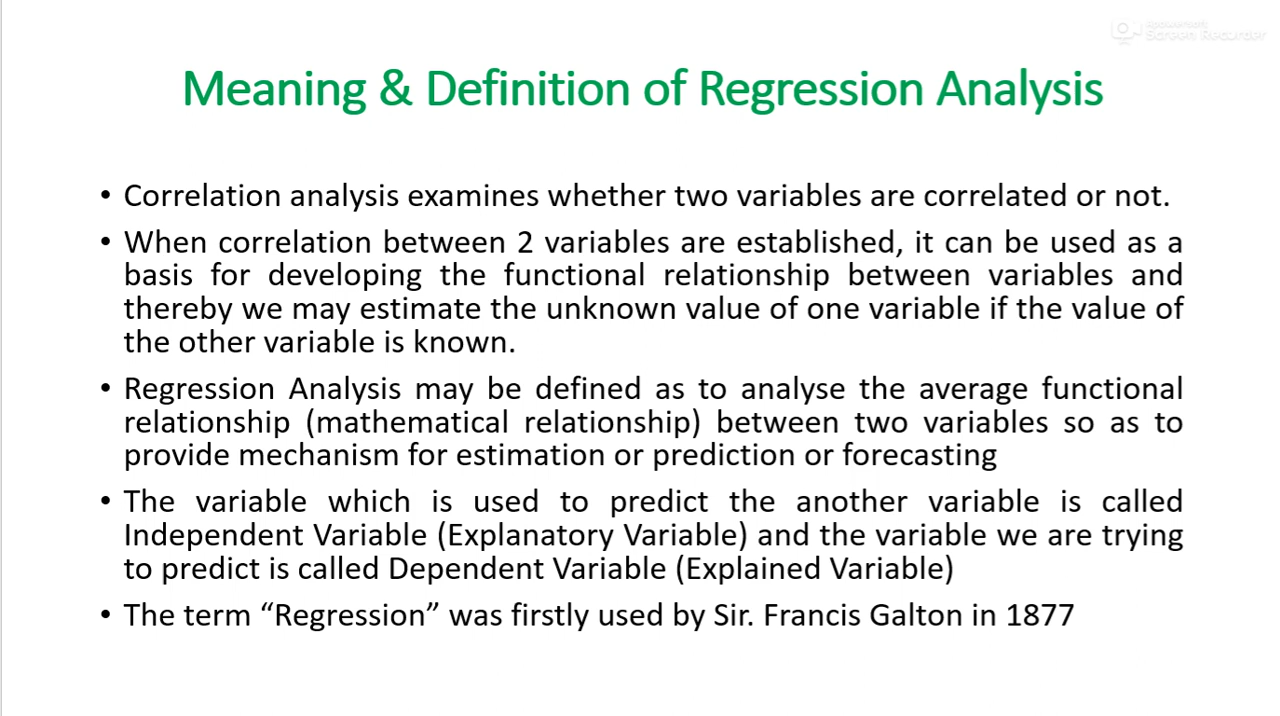 Apowersoft
Screen Recorder
Meaning & Definition of Regression Analysis
• Correlation analysis examines whether two variables are correlated or not.
• When correlation between 2 variables are established, it can be used as a
basis for developing the functional relationship between variables and
thereby we may estimate the unknown value of one variable if the value of
the other variable is known.
• Regression Analysis may be defined as to analyse the average functional
relationship (mathematical relationship) between two variables so as to
provide mechanism for estimation or prediction or forecasting
• The variable which is used to predict the another variable is called
Independent Variable (Explanatory Variable) and the variable we are trying
to predict is called Dependent Variable (Explained Variable)
• The term “Regression” was firstly used by Sir. Francis Galton in 1877